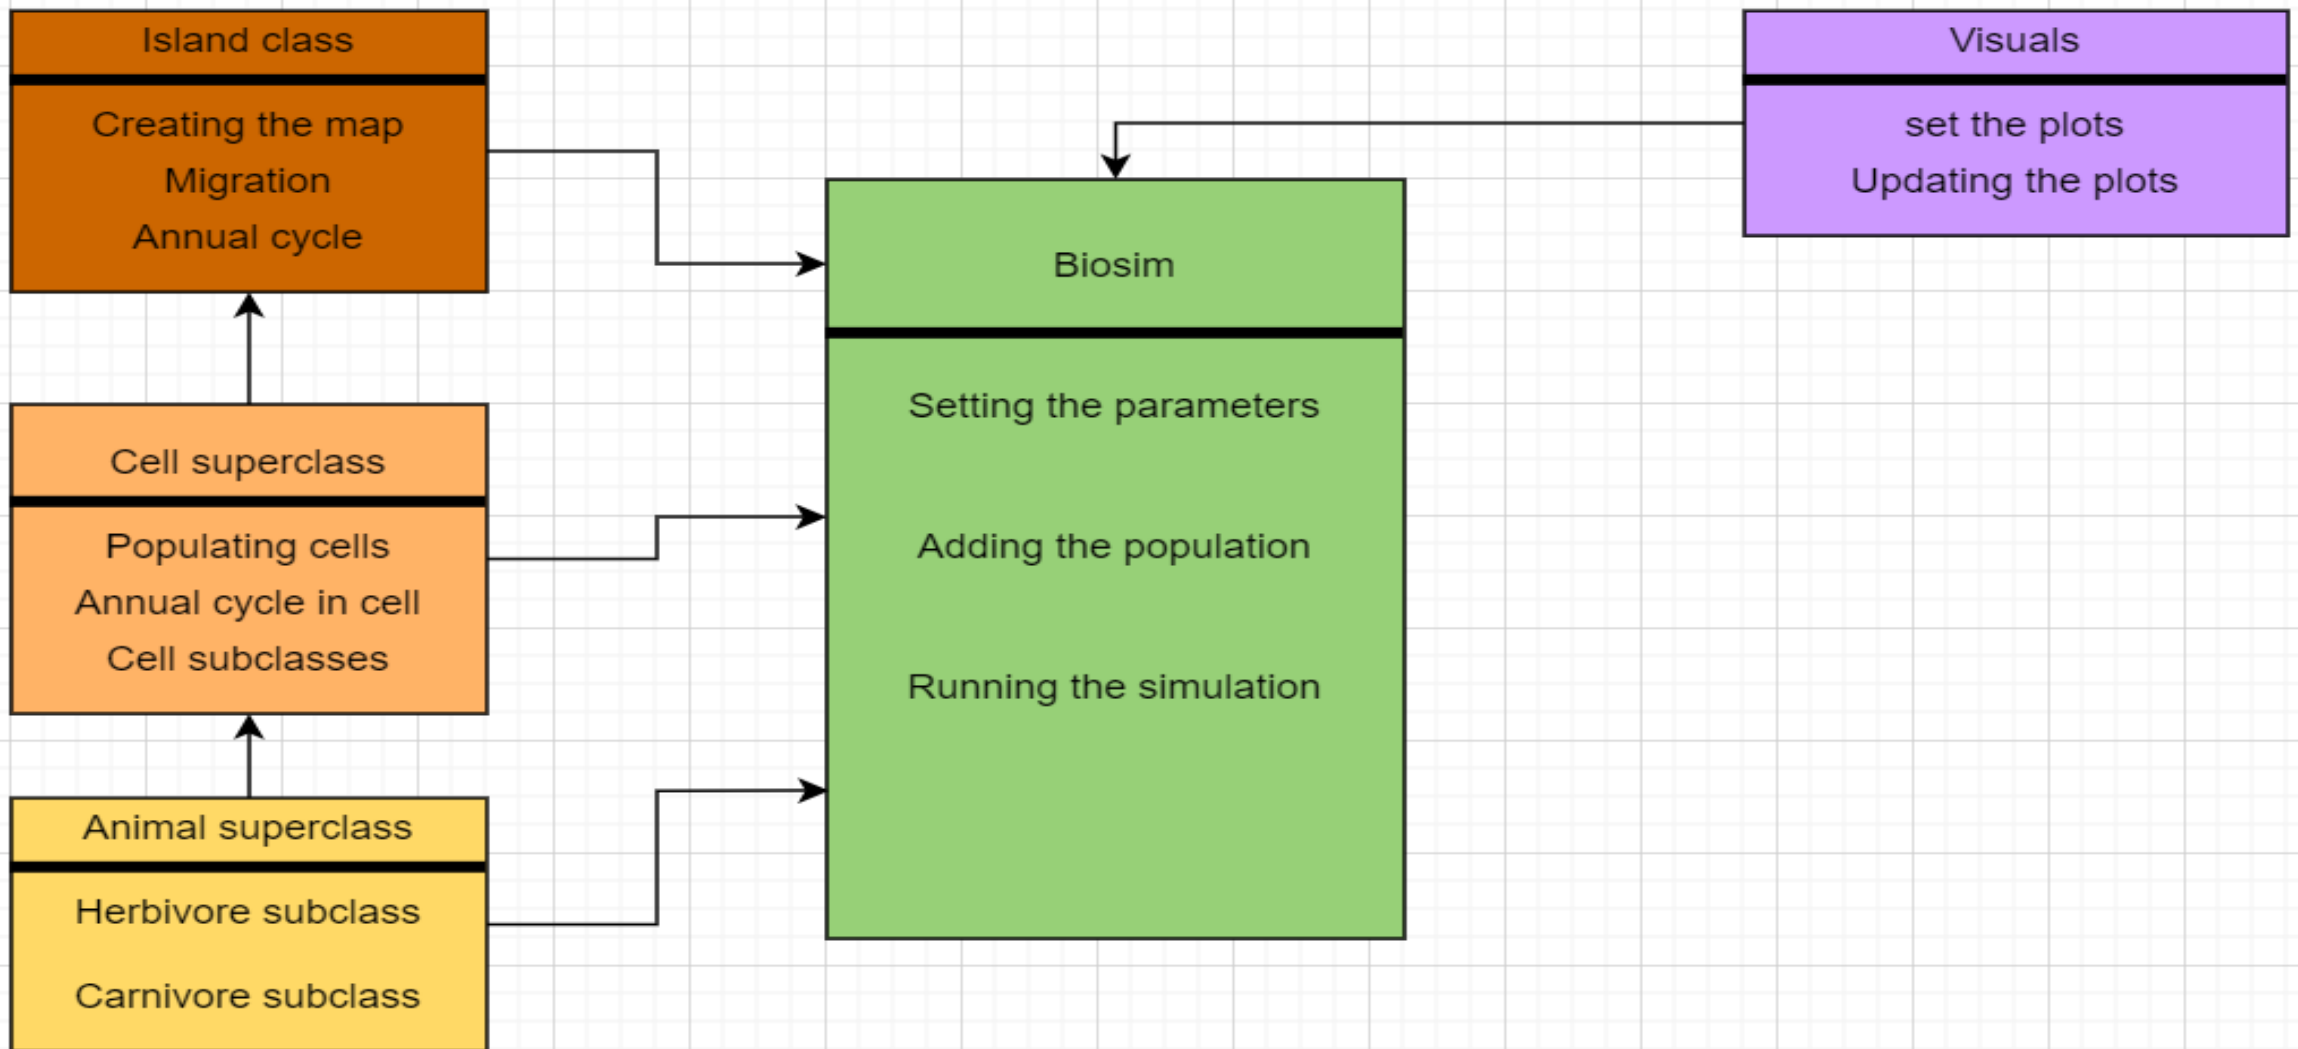 Island class
Creating the map
Migration
Annual cycle
Cell superclass
Populating cells
Annual cycle in cell
Cell subclasses
Animal superclass
Herbivore subclass
Carnivore subclass
Biosim
Setting the parameters
Adding the population
Running the simulation
Visuals
set the plots
Updating the plots